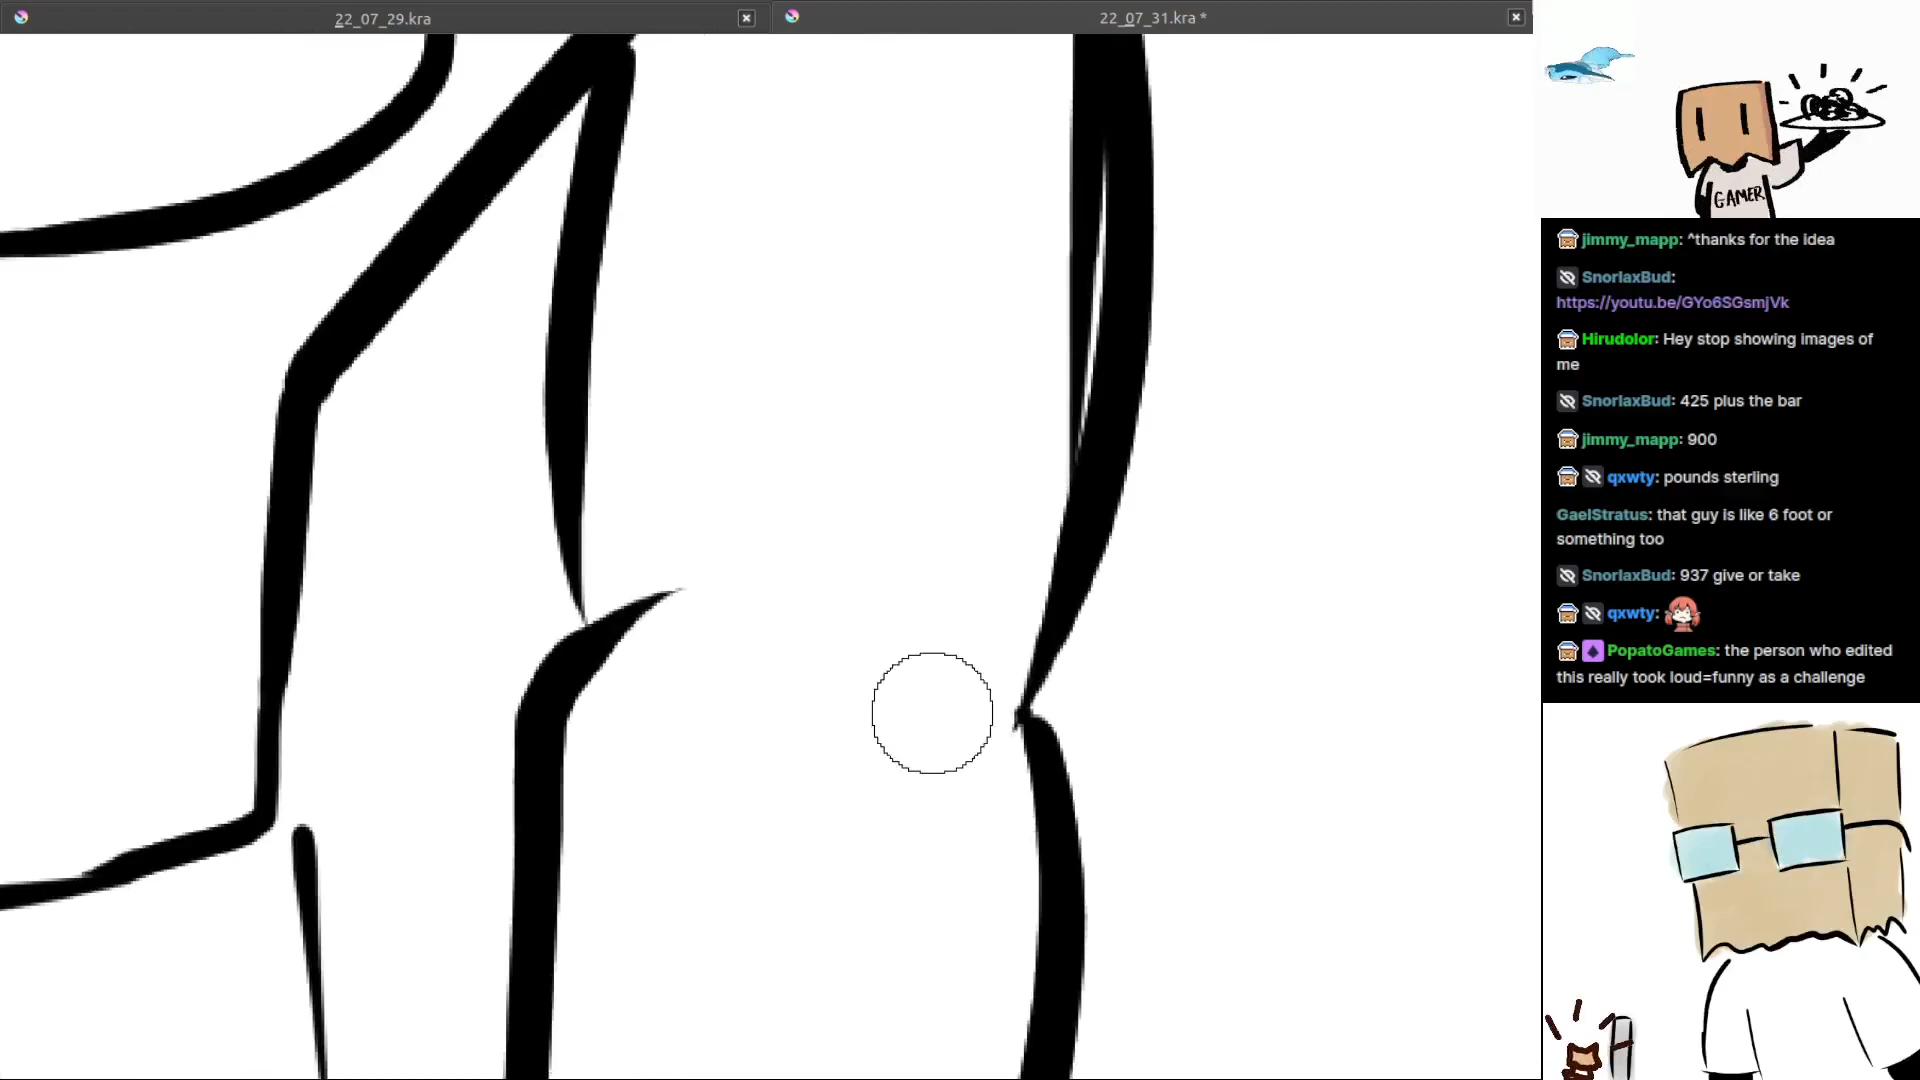 22_07_29.kra
22_07_31.kra *
GAMER
jimmy_mapp: ^thanks for the idea
SnorlaxBud:
https://youtu.be/GYo6SGsmjVk
Hirudolor: Hey stop showing images of
me
SnorlaxBud: 425 plus the bar
jimmy_mapp: 900
qxwty: pounds sterling
GaelStratus: that guy is like 6 foot or
something too
SnorlaxBud: 937 give or take
qxwty:
PopatoGames: the person who edited
this really took loud=funny as a challenge